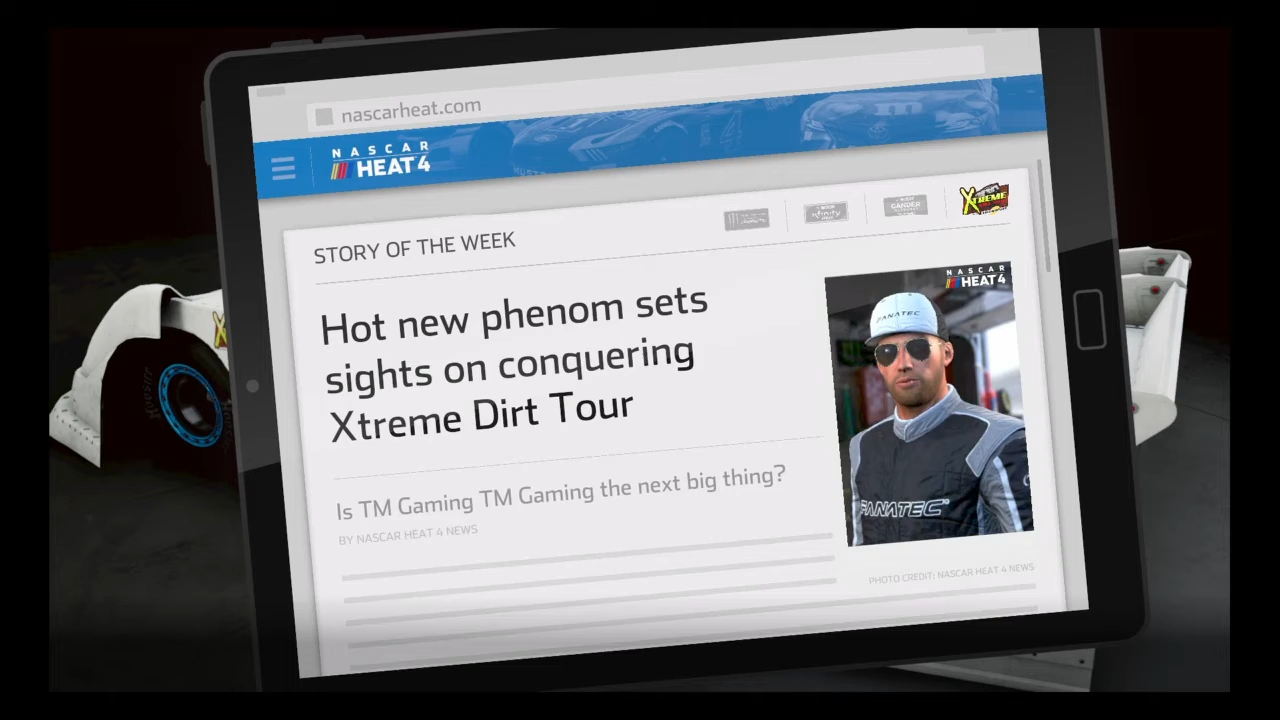 nascarheat.com
NASCAR
HEAT 4
STORY OF THE WEEK
XTREME
NASCAR
HEAT 4
Hot new phenom sets
sights on conquering
Xtreme Dirt Tour
FANATEC
FANATEC
Is TM Gaming TM Gaming the next big thing?
BY NASCAR HEAT 4 NEWS
PHOTO CREDIT: NASCAR HEAT 4 NEWS